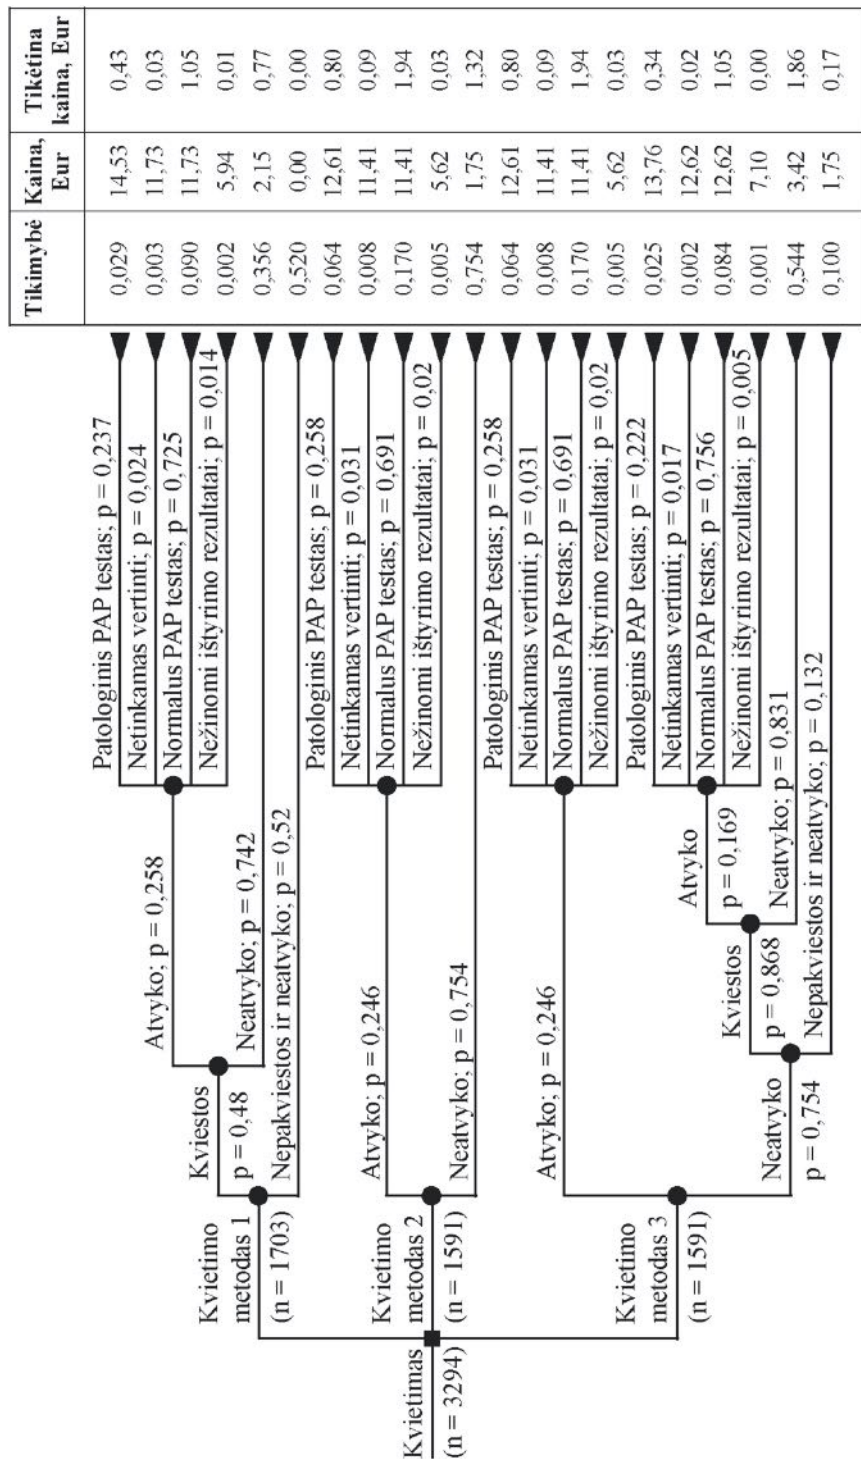 Tikimybė Kaina, Eur Tikėtina kaina, Eur
Kvietimas
(n = 3294)
Kvietimo
metodas 1
(n = 1703)
Kviestos
p = 0,48
Atvyko; p = 0,258
Patologinis PAP testas; p = 0,237 0,029 14,53 0,43
Netinkamas vertinti; p = 0,024 0,003 11,73 0,03
Normalus PAP testas; p = 0,725 0,090 11,73 1,05
Nežinomi ištyrimo rezultatai; p = 0,014 0,002 5,94 0,01
Neatvyko; p = 0,742 0,356 2,15 0,77
Nepakviestos ir neatvyko; p = 0,52 0,520 0,00 0,00
Kvietimo
metodas 2
(n = 1591)
Atvyko; p = 0,246
Patologinis PAP testas; p = 0,258 0,064 12,61 0,80
Netinkamas vertinti; p = 0,031 0,008 11,41 0,09
Normalus PAP testas; p = 0,691 0,170 11,41 1,94
Nežinomi ištyrimo rezultatai; p = 0,02 0,005 5,62 0,03
Neatvyko; p = 0,754 0,754 1,75 1,32
Kvietimo
metodas 3
(n = 1591)
Atvyko; p = 0,246
Patologinis PAP testas; p = 0,258 0,064 12,61 0,80
Netinkamas vertinti; p = 0,031 0,008 11,41 0,09
Normalus PAP testas; p = 0,691 0,170 11,41 1,94
Nežinomi ištyrimo rezultatai; p = 0,02 0,005 5,62 0,03
Neatvyko
p = 0,754
Kviestos
p = 0,868
Atvyko
p = 0,169
Patologinis PAP testas; p = 0,222 0,025 13,76 0,34
Netinkamas vertinti; p = 0,017 0,002 12,62 0,02
Normalus PAP testas; p = 0,756 0,084 12,62 1,05
Nežinomi ištyrimo rezultatai; p = 0,005 0,001 7,10 0,00
Neatvyko; p = 0,831 0,544 3,42 1,86
Nepakviestos ir neatvyko; p = 0,132 0,100 1,75 0,17